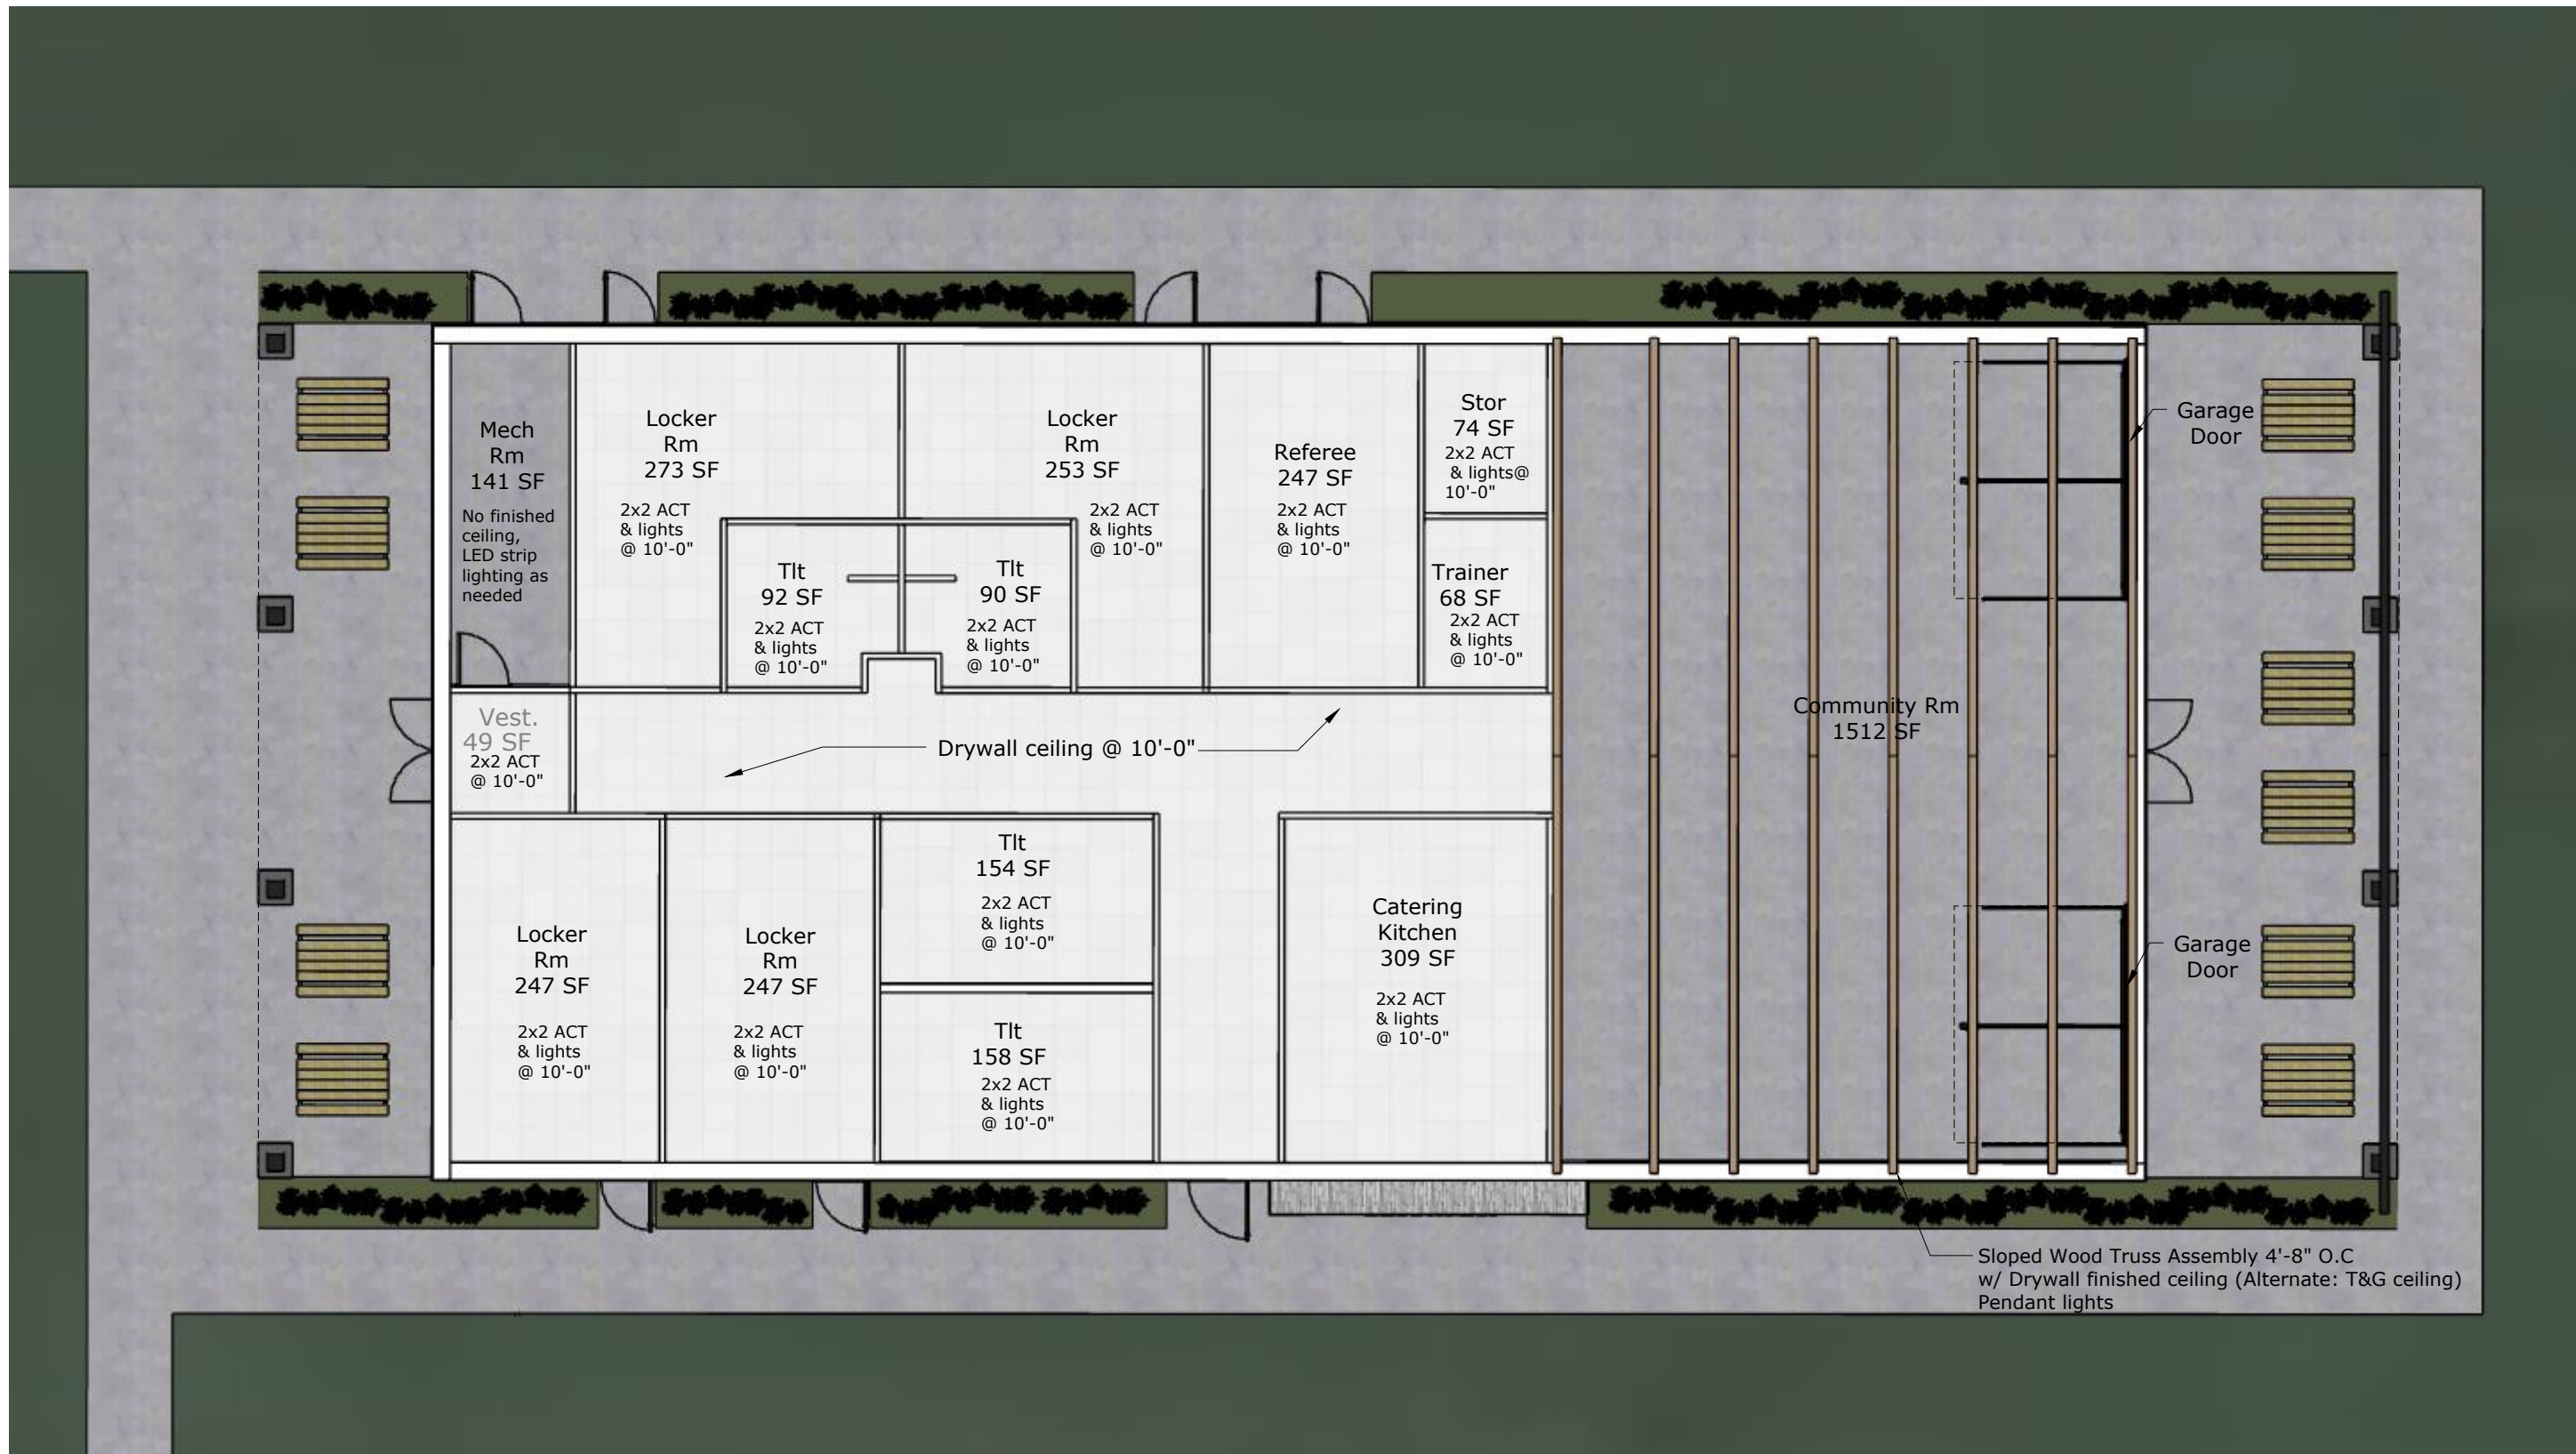 Mech
Rm
141 SF
No finished
ceiling,
LED strip
lighting as
needed
Locker
Rm
273 SF
2x2 ACT
& lights
@ 10'-0"
Tlt
92 SF
2x2 ACT
& lights
@ 10'-0"
Locker
Rm
253 SF
2x2 ACT
& lights
@ 10'-0"
Tlt
90 SF
2x2 ACT
& lights
@ 10'-0"
Referee
247 SF
2x2 ACT
& lights
@ 10'-0"
Stor
74 SF
2x2 ACT
& lights@
10'-0"
Trainer
68 SF
2x2 ACT
& lights
@ 10'-0"
Garage
Door
Vest.
49 SF
2x2 ACT
@ 10'-0"
Drywall ceiling @ 10'-0"
Community Rm
1512 SF
Locker
Rm
247 SF
2x2 ACT
& lights
@ 10'-0"
Locker
Rm
247 SF
2x2 ACT
& lights
@ 10'-0"
Tlt
154 SF
2x2 ACT
& lights
@ 10'-0"
Tlt
158 SF
2x2 ACT
& lights
@ 10'-0"
Catering
Kitchen
309 SF
2x2 ACT
& lights
@ 10'-0"
Garage
Door
Sloped Wood Truss Assembly 4'-8" O.C
w/ Drywall finished ceiling (Alternate: T&G ceiling)
Pendant lights